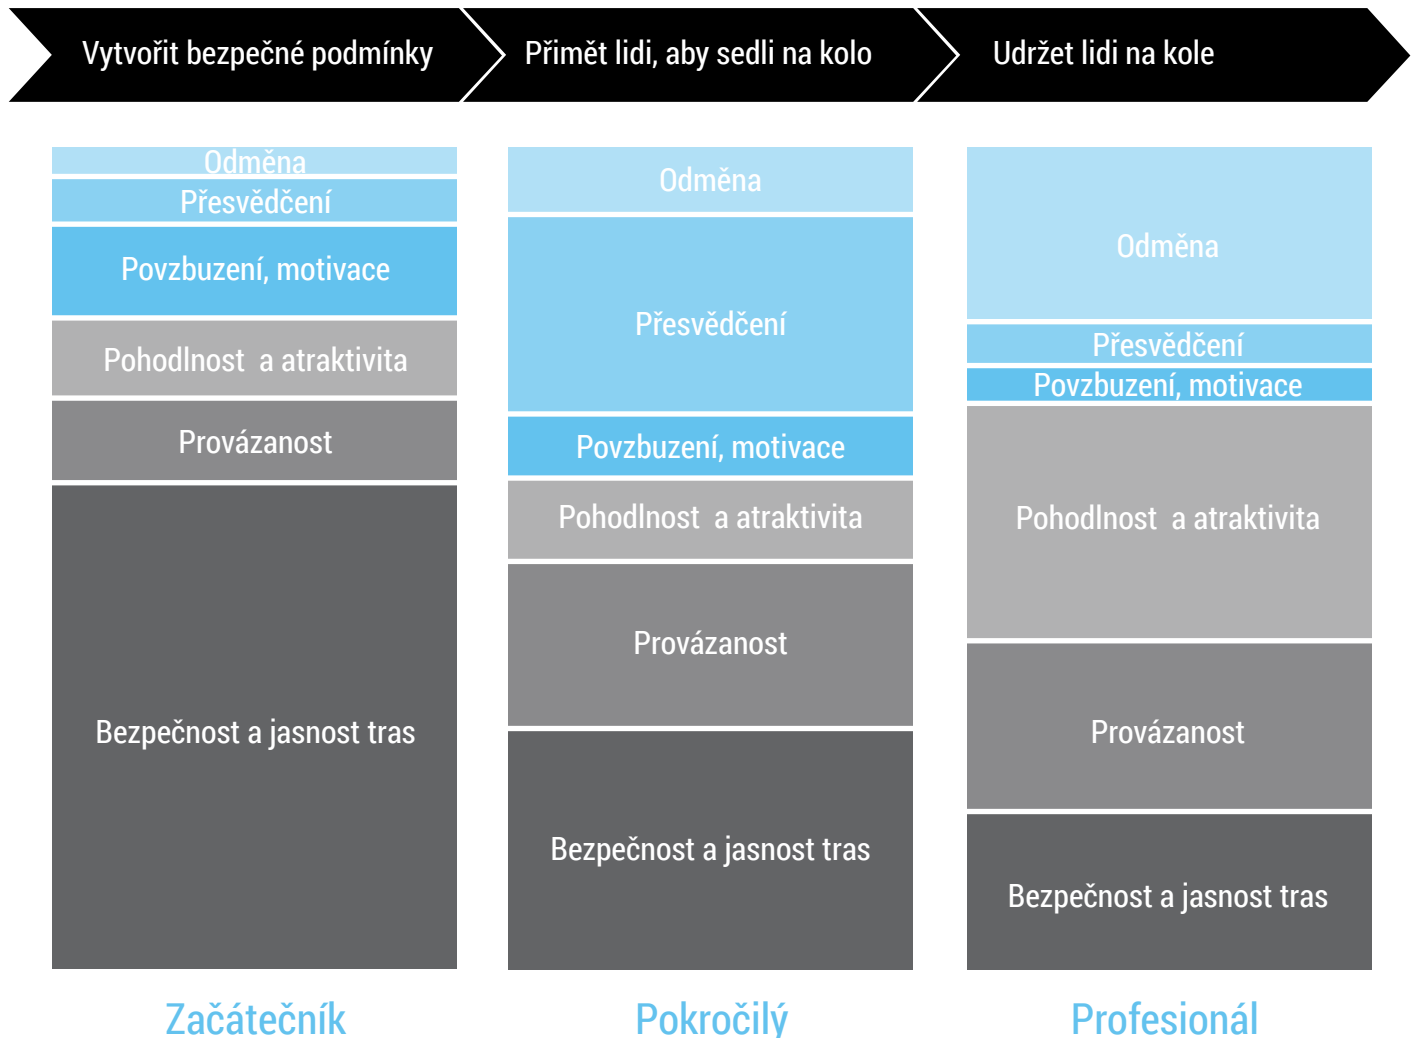 Vytvořit bezpečné podmínky
Přimět lidi, aby sedli na kolo
Udržet lidi na kole
Odměna
Přesvědčení
Povzbuzení, motivace
Pohodlnost a atraktivita
Provázanost
Bezpečnost a jasnost tras
Začátečník
Odměna
Přesvědčení
Povzbuzení, motivace
Pohodlnost a atraktivita
Provázanost
Bezpečnost a jasnost tras
Pokročilý
Odměna
Přesvědčení
Povzbuzení, motivace
Pohodlnost a atraktivita
Provázanost
Bezpečnost a jasnost tras
Profesionál